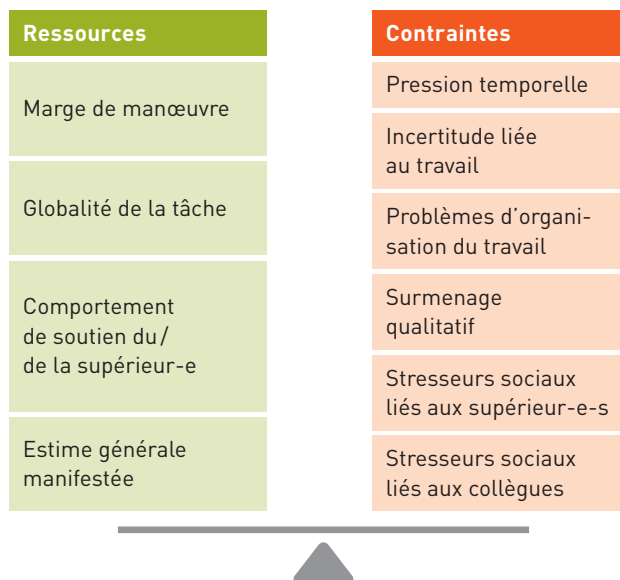 Ressources
Marge de manœuvre
Globalité de la tâche
Comportement
de soutien du/
de la supérieur-e
Estime générale
manifestée
Contraintes
Pression temporelle
Incertitude liée
au travail
Problèmes d’organi-
sation du travail
Surmenage
qualitatif
Stresseurs sociaux
liés aux supérieur-e-s
Stresseurs sociaux
liés aux collègues